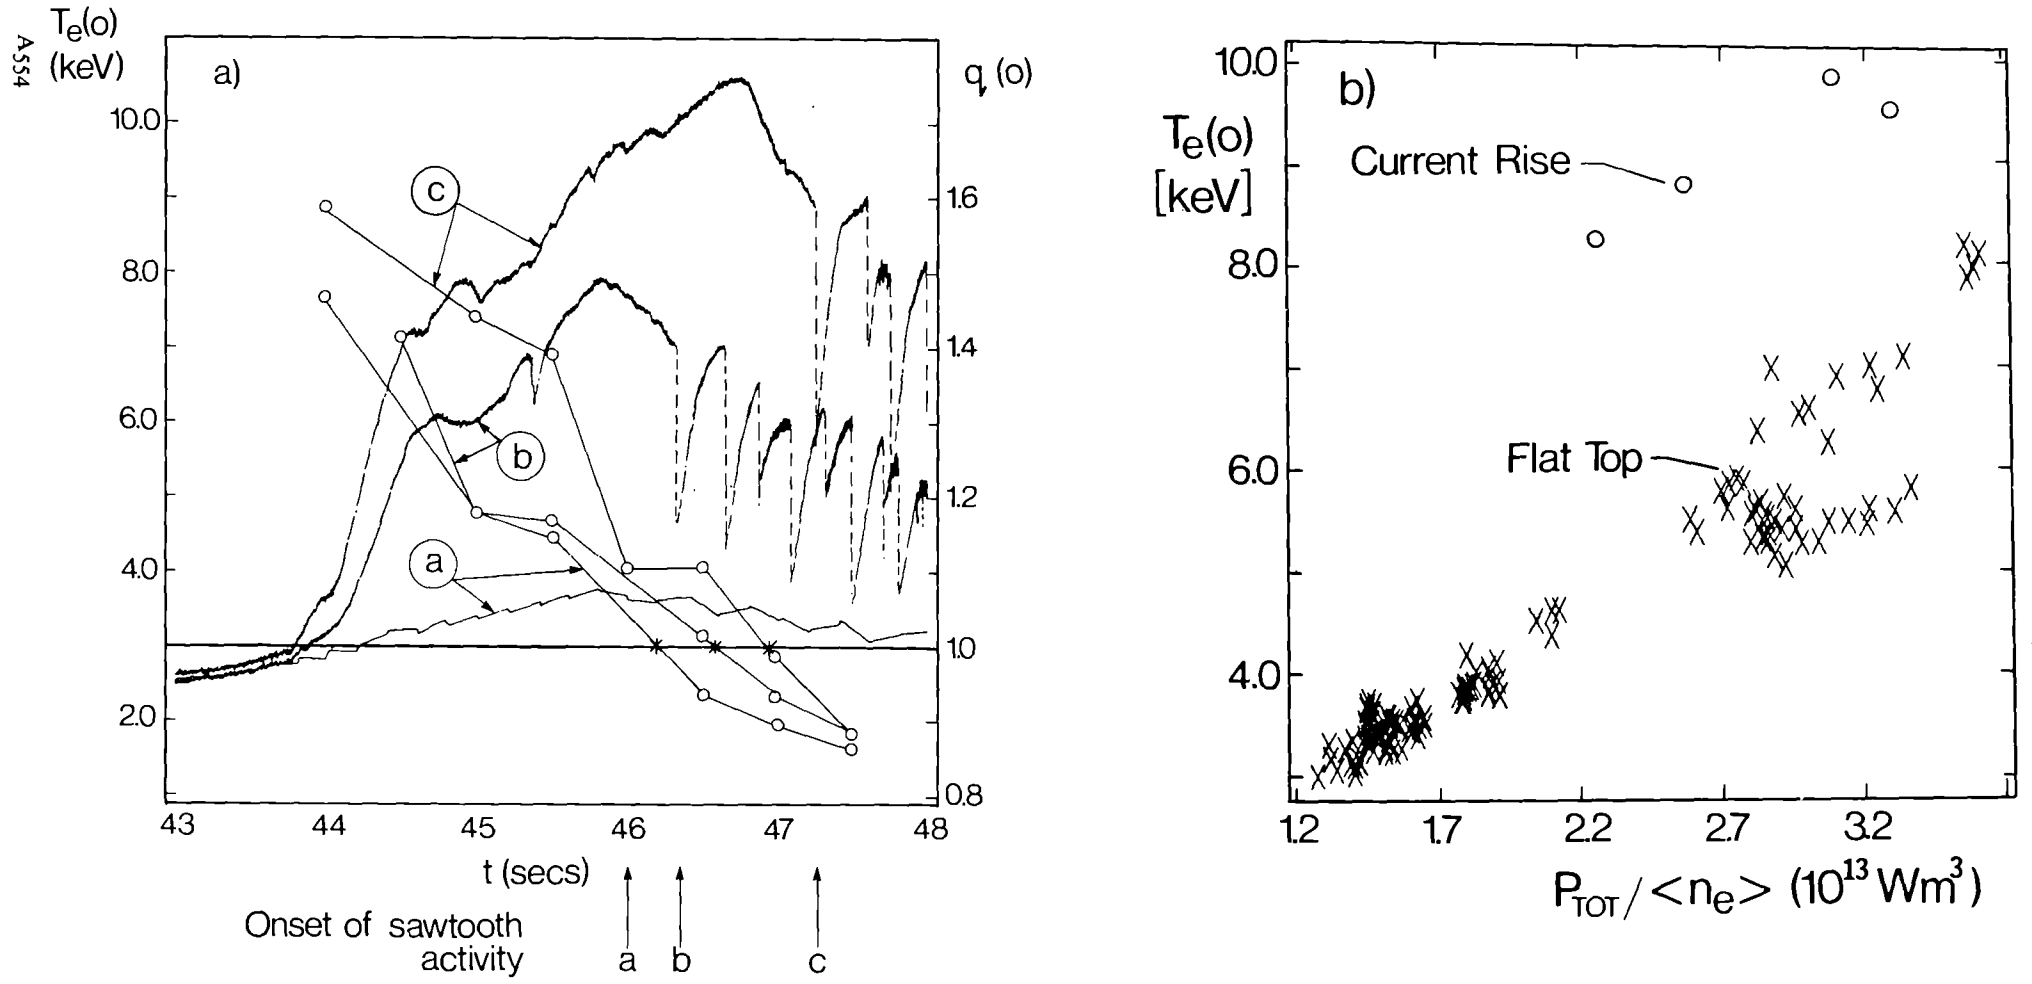 A554
Te(o)
(keV)
a)
q(o)
10.0
8.0
6.0
4.0
2.0
1.6
1.4
1.2
1.0
0.8
c
b
a
43 44 45 46 47 48
t (secs)
Onset of sawtooth
activity
a b c
b)
Te(o)
[keV]
10.0
8.0
6.0
4.0
Current Rise
Flat Top
1.2 1.7 2.2 2.7 3.2
PTOT/<ne> (10¹³ Wm³)